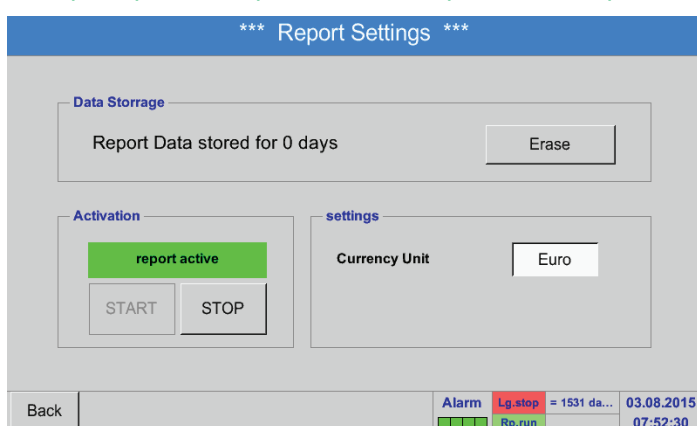 *** Report Settings ***
Data Storrage
Report Data stored for 0 days
Erase
Activation
report active
START
STOP
settings
Currency Unit
Euro
Back
Alarm
Lg.stop
= 1531 da...
03.08.2015
Rp.run
07:52:30